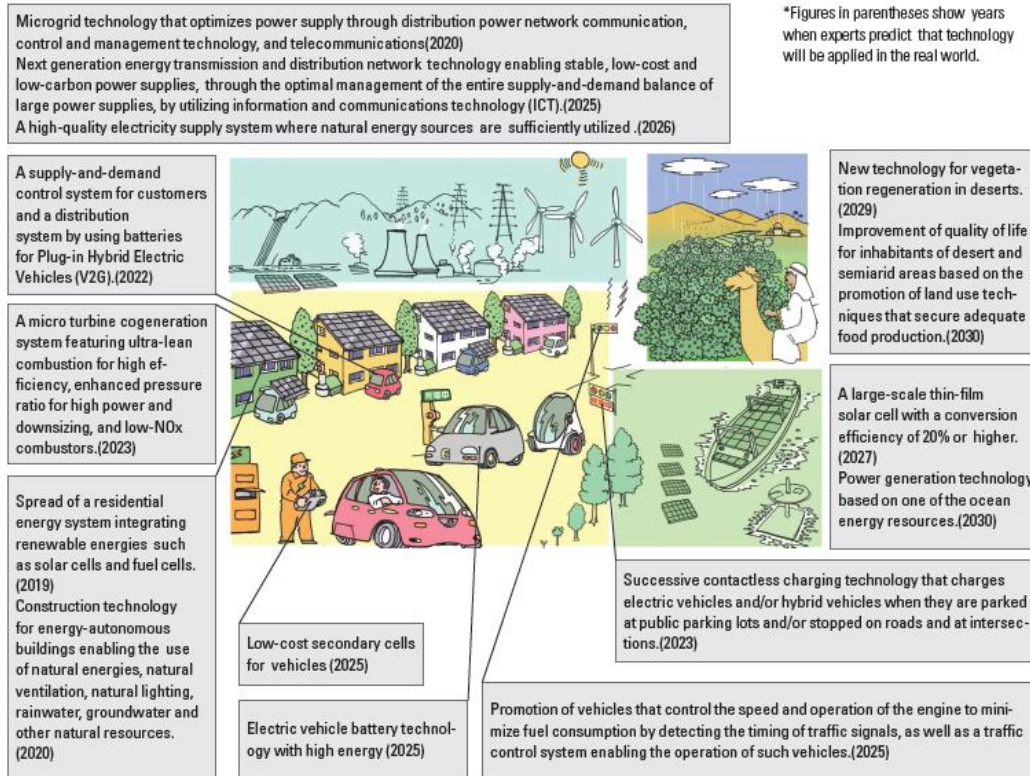 Microgrid technology that optimizes power supply through distribution power network communication,
control and management technology, and telecommunications(2020)
Next generation energy transmission and distribution network technology enabling stable, low-cost and
low-carbon power supplies, through the optimal management of the entire supply-and-demand balance of
large power supplies, by utilizing information and communications technology (ICT).(2025)
A high-quality electricity supply system where natural energy sources are sufficiently utilized .(2026)
*Figures in parentheses show years
when experts predict that technology
will be applied in the real world.
A supply-and-demand
control system for customers
and a distribution
system by using batteries
for Plug-in Hybrid Electric
Vehicles (V2G).(2022)
A micro turbine cogeneration
system featuring ultra-lean
combustion for high ef-
ficiency, enhanced pressure
ratio for high power and
downsizing, and low-NOx
combustors.(2023)
Spread of a residential
energy system integrating
renewable energies such
as solar cells and fuel cells.
(2019)
Construction technology
for energy-autonomous
buildings enabling the use
of natural energies, natural
ventilation, natural lighting,
rainwater, groundwater and
other natural resources.
(2020)
充電中
New technology for vegeta-
tion regeneration in deserts.
(2029)
Improvement of quality of life
for inhabitants of desert and
semiarid areas based on the
promotion of land use tech-
niques that secure adequate
food production.(2030)
A large-scale thin-film
solar cell with a conversion
efficiency of 20% or higher.
(2027)
Power generation technology
based on one of the ocean
energy resources.(2030)
Successive contactless charging technology that charges
electric vehicles and/or hybrid vehicles when they are parked
at public parking lots and/or stopped on roads and at intersec-
tions.(2023)
Low-cost secondary cells
for vehicles (2025)
Electric vehicle battery technol-
ogy with high energy (2025)
Promotion of vehicles that control the speed and operation of the engine to mini-
mize fuel consumption by detecting the timing of traffic signals, as well as a traffic
control system enabling the operation of such vehicles.(2025)